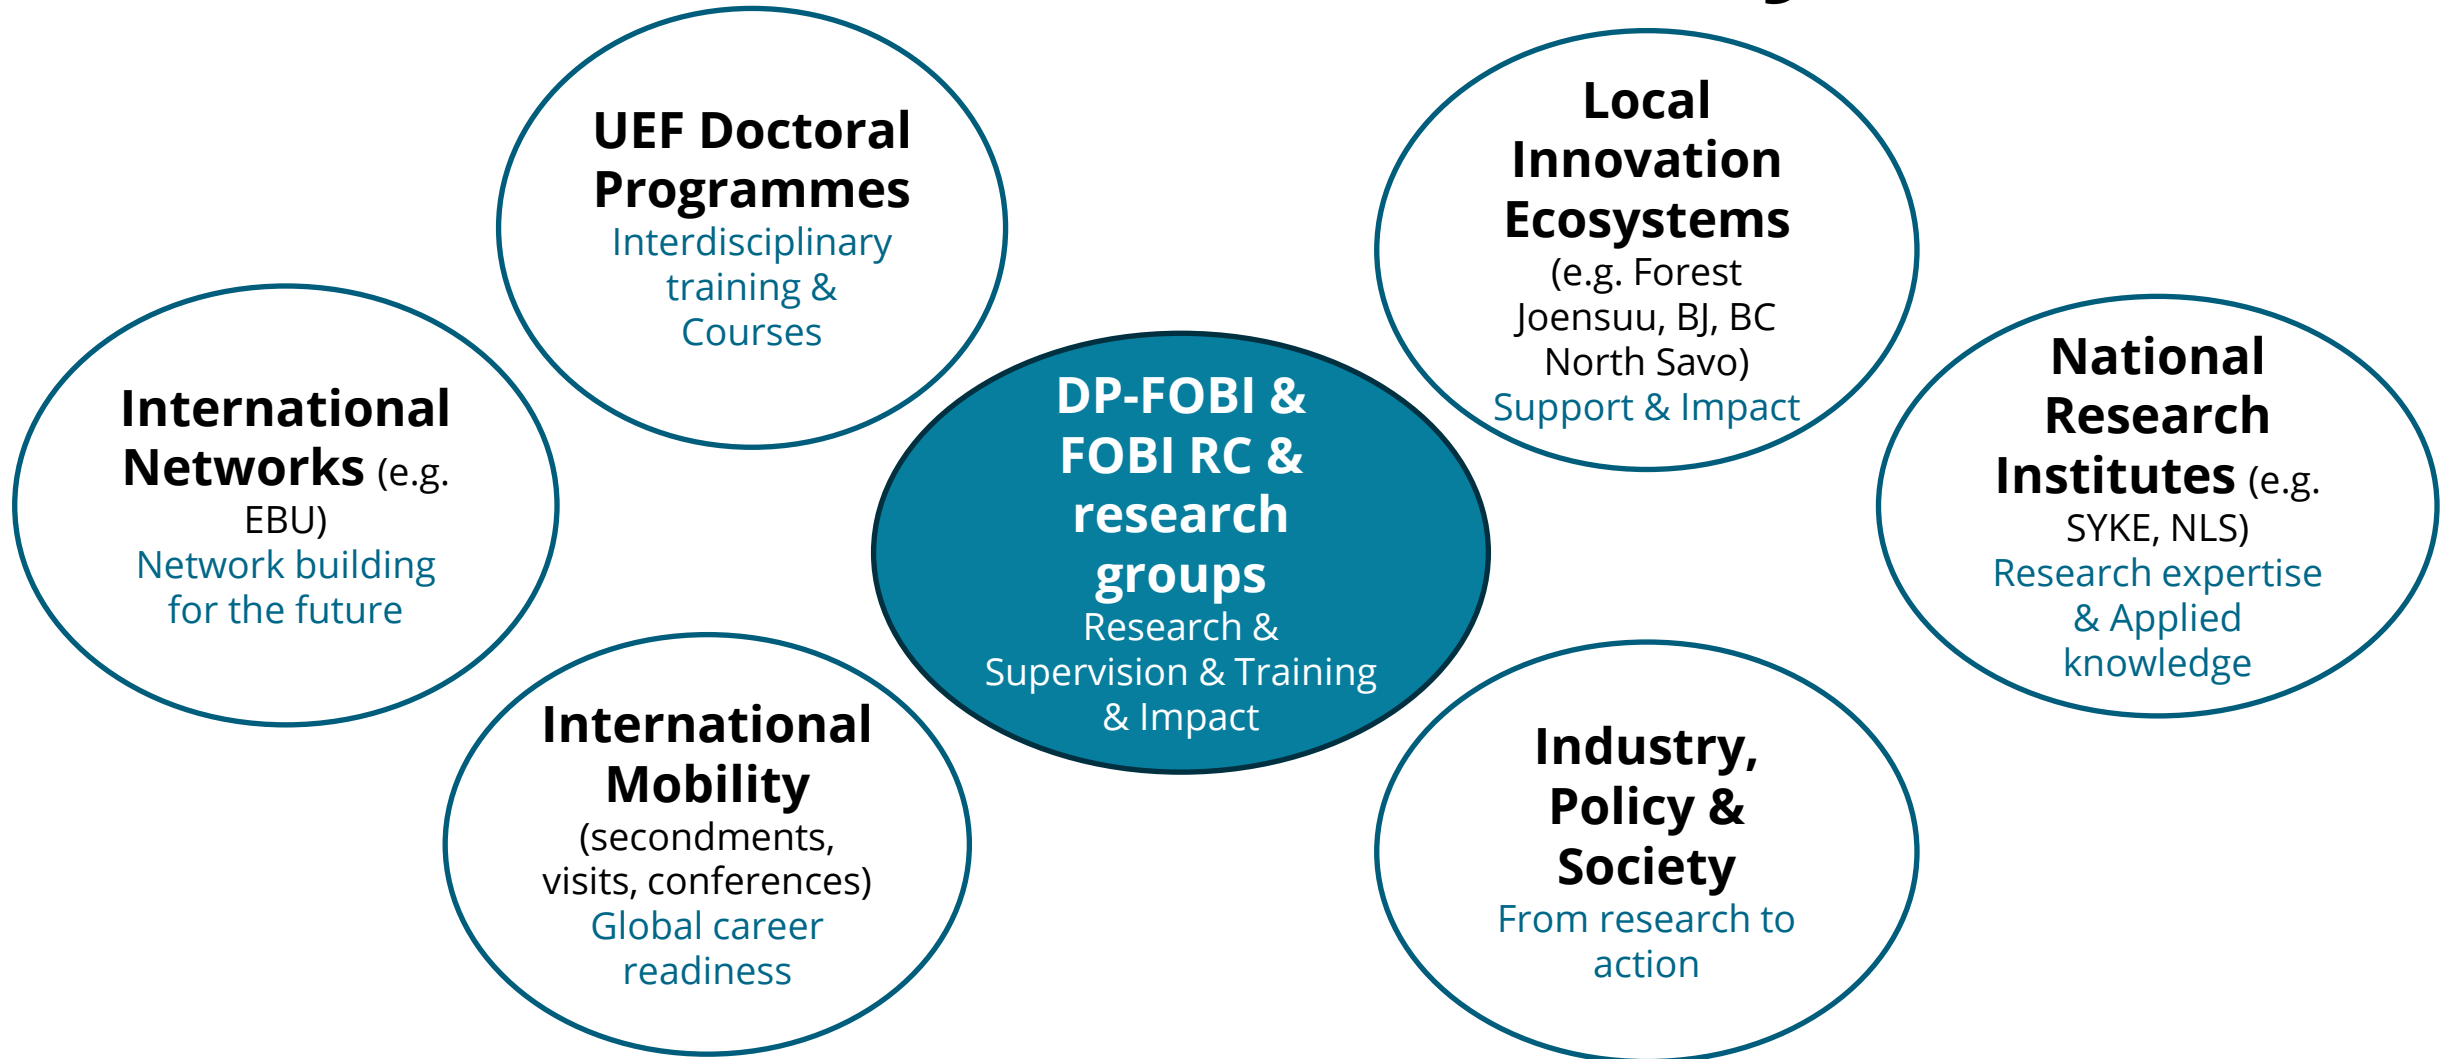 UEF Doctoral
Programmes
Interdisciplinary
training &
Courses
Local
Innovation
Ecosystems
(e.g. Forest
Joensuu, BJ, BC
North Savo)
Support & Impact
International
Networks (e.g.
EBU)
Network building
for the future
DP-FOBI &
FOBI RC &
research
groups
Research &
Supervision & Training
& Impact
National
Research
Institutes (e.g.
SYKE, NLS)
Research expertise
& Applied
knowledge
International
Mobility
(secondments,
visits, conferences)
Global career
readiness
Industry,
Policy &
Society
From research to
action